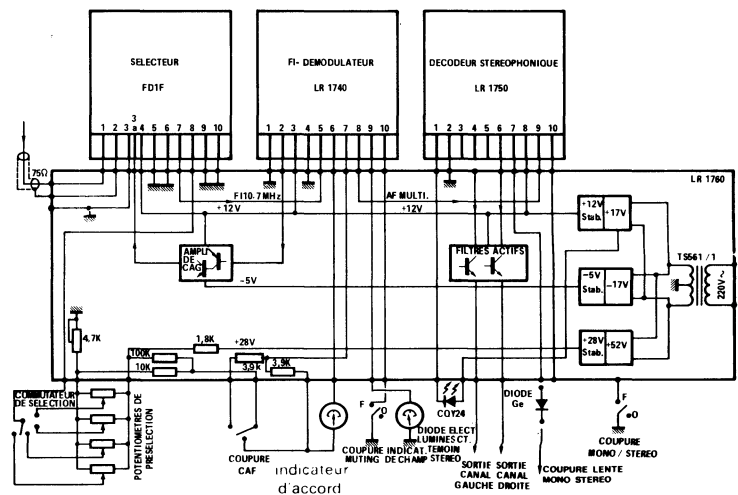 SELECTEUR
FD1F
FI-DEMODULATEUR
LR 1740
DECODEUR STEREOPHONIQUE
LR 1750
1 2 3 3a 4 5 6 7 8 9 10
1 2 3 4 5 6 7 8 9 10
1 2 3 4 5 6 7 8 9 10
75Ω
LR 1760
FI10-7MHz
AF MULTI.
+12V
+12V
+12V
Stab.
+17V
AMPLI
DE
CAG
FILTRES ACTIFS
-5V
-5V
Stab.
-17V
TS561/1
220V~
+28V
Stab.
+52V
4,7K
1,8K
+28V
100K
10K
3,9k
3,9K
COMMUTATEUR
DE SELECTION
POTENTIOMETRES DE
PRESELECTION
COUPURE
CAF
indicateur
d'accord
F
O
COUPURE
MUTING
INDICAT.
DE CHAMP
CQY24
DIODE ELECT
LUMINESCT.
TEMOIN
STEREO
DIODE
Ge
SORTIE
CANAL
GAUCHE
SORTIE
CANAL
DROITE
COUPURE LENTE
MONO STEREO
F
O
COUPURE
MONO/STEREO